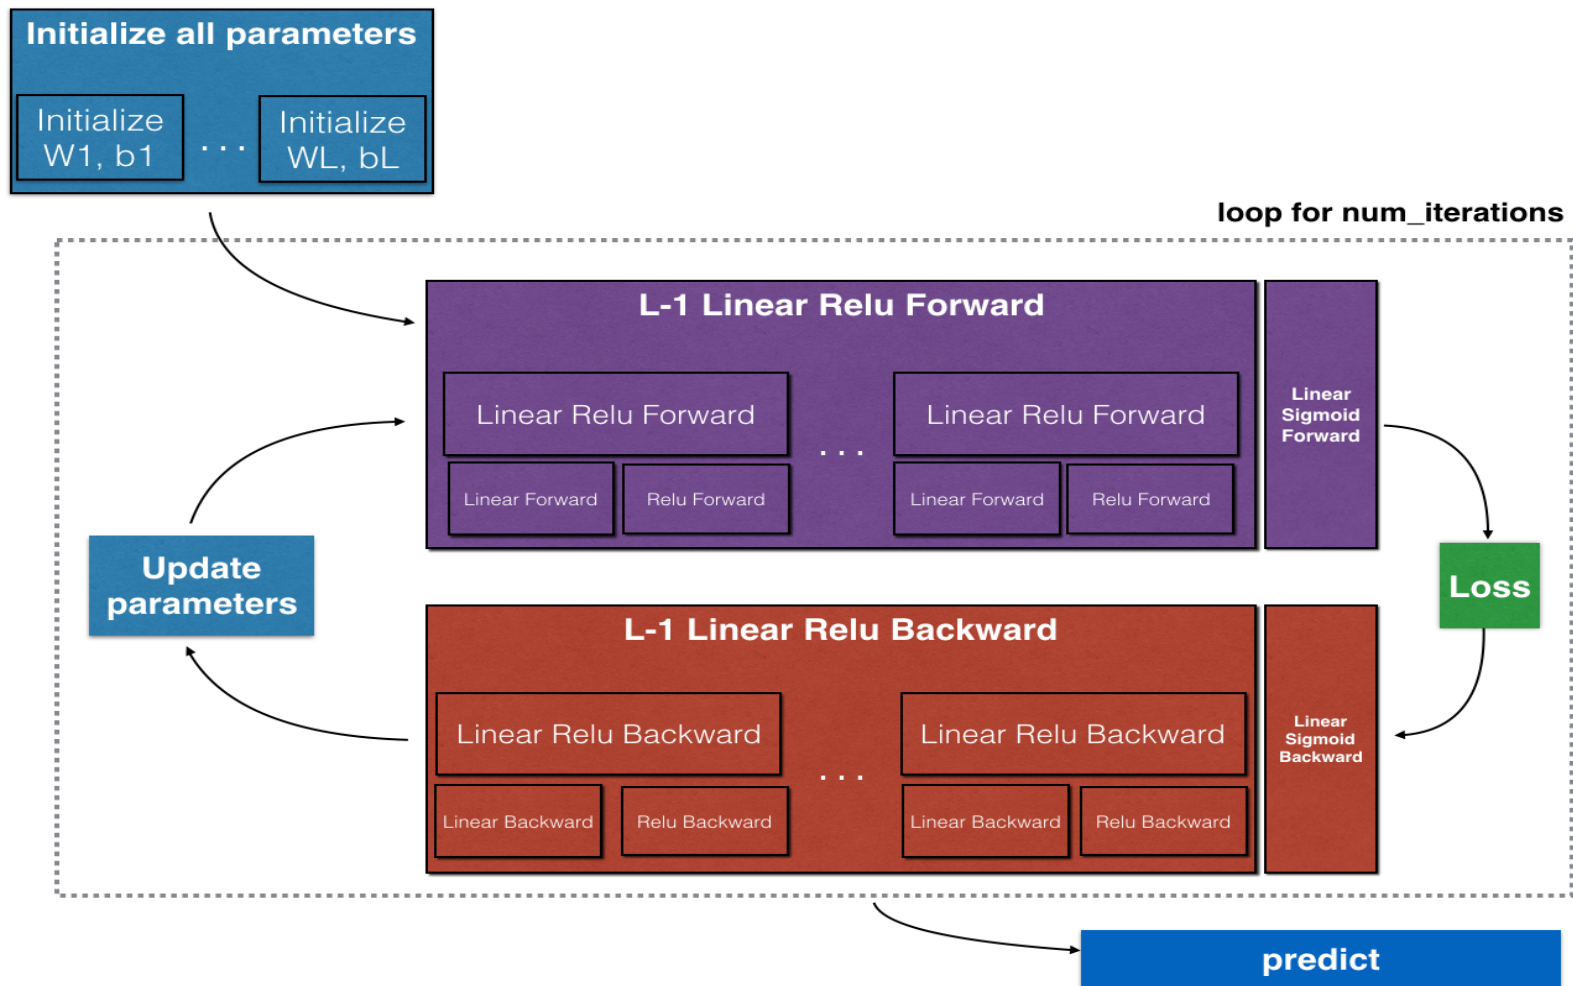 Initialize all parameters
Initialize
W1, b1
. . .
Initialize
WL, bL
loop for num_iterations
L-1 Linear Relu Forward
Linear Relu Forward
Linear Forward
Relu Forward
. . .
Linear Relu Forward
Linear Forward
Relu Forward
Linear
Sigmoid
Forward
Update
parameters
Loss
L-1 Linear Relu Backward
Linear Relu Backward
Linear Backward
Relu Backward
. . .
Linear Relu Backward
Linear Backward
Relu Backward
Linear
Sigmoid
Backward
predict